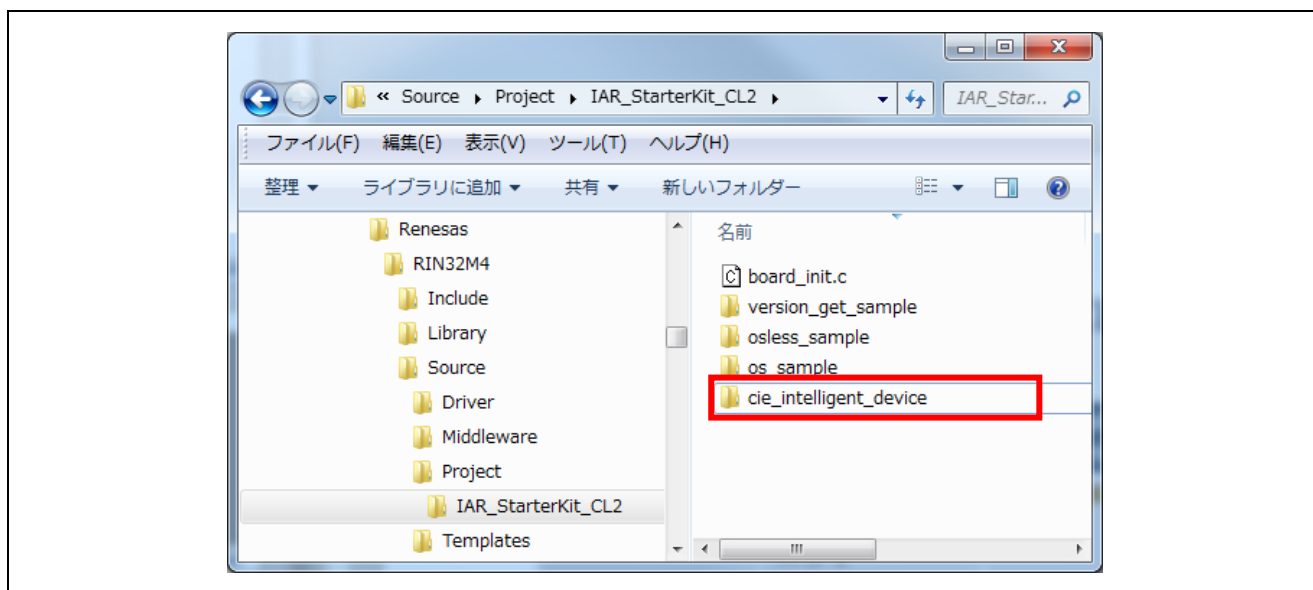 « Source ▸ Project ▸ IAR_StarterKit_CL2 ▸ IAR_Star...
ファイル(F) 編集(E) 表示(V) ツール(T) ヘルプ(H)
整理 ▼ ライブラリに追加 ▼ 共有 ▼ 新しいフォルダー
Renesas
RIN32M4
Include
Library
Source
Driver
Middleware
Project
IAR_StarterKit_CL2
Templates
名前
board_init.c
version_get_sample
osless_sample
os_sample
cie_intelligent_device